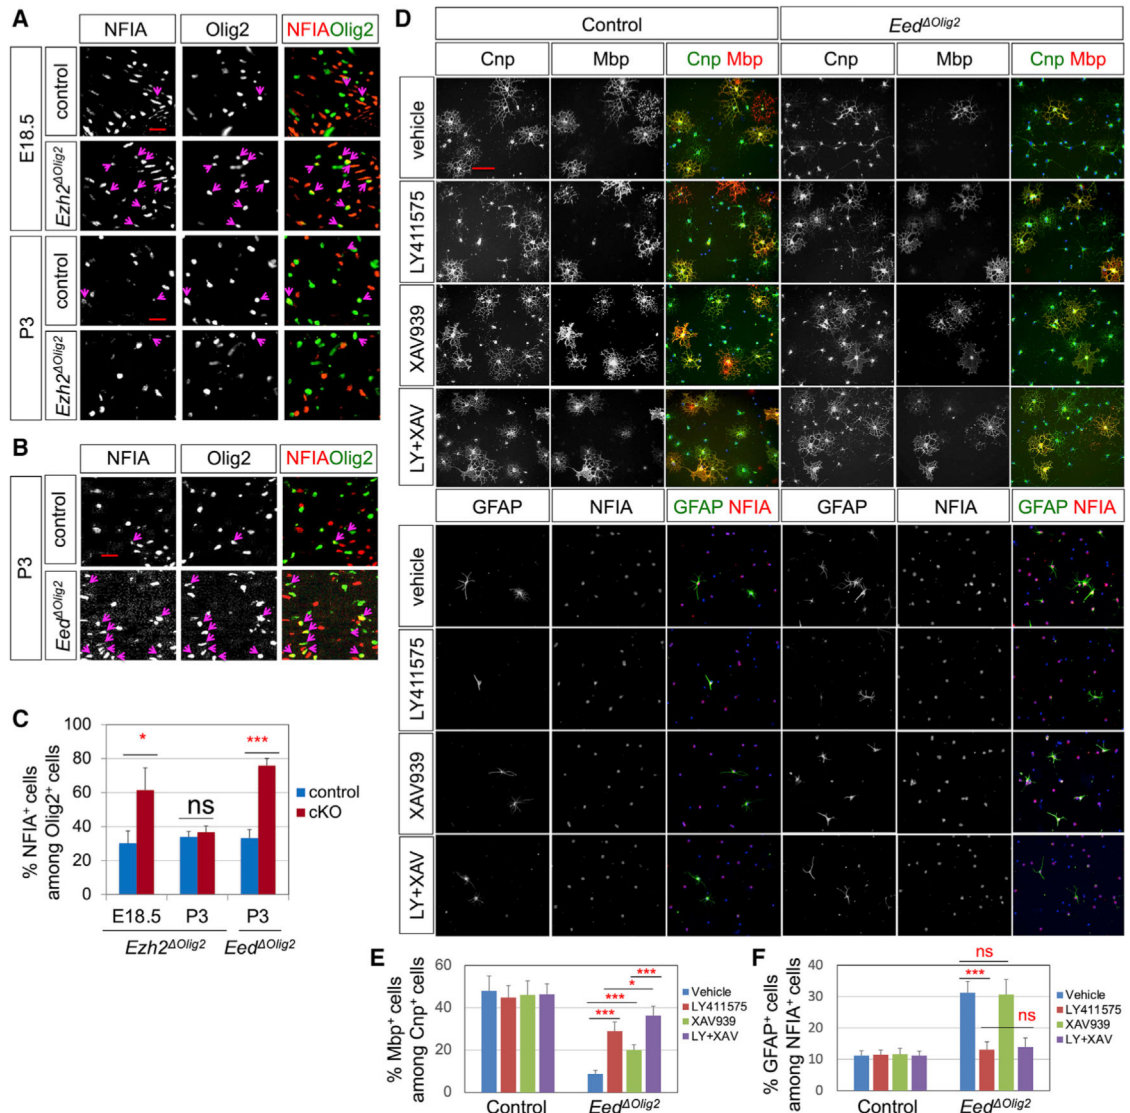 A
NFIA Olig2 NFIAOlig2
E18.5
control
Ezh2ΔOlig2
P3
control
Ezh2ΔOlig2
B
NFIA Olig2 NFIAOlig2
P3
control
EedΔOlig2
C
% NFIA+ cells
among Olig2+ cells
100
80
60
40
20
0
*
ns
***
control
cKO
E18.5 P3 P3
Ezh2ΔOlig2 EedΔOlig2
D
Control EedΔOlig2
Cnp Mbp Cnp Mbp Cnp Mbp Cnp Mbp
vehicle
LY411575
XAV939
LY+XAV
GFAP NFIA GFAP NFIA GFAP NFIA GFAP NFIA
vehicle
LY411575
XAV939
LY+XAV
E
% Mbp+ cells
among Cnp+ cells
60
40
20
0
Vehicle
LY411575
XAV939
LY+XAV
***
*
***
***
Control EedΔOlig2
F
% GFAP+ cells
among NFIA+ cells
40
30
20
10
0
ns
***
ns
Vehicle
LY411575
XAV939
LY+XAV
Control EedΔOlig2